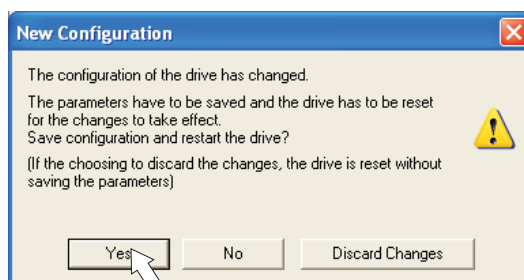 New Configuration
The configuration of the drive has changed.
The parameters have to be saved and the drive has to be reset
for the changes to take effect.
Save configuration and restart the drive?
(If the choosing to discard the changes, the drive is reset without
saving the parameters)
Yes
No
Discard Changes